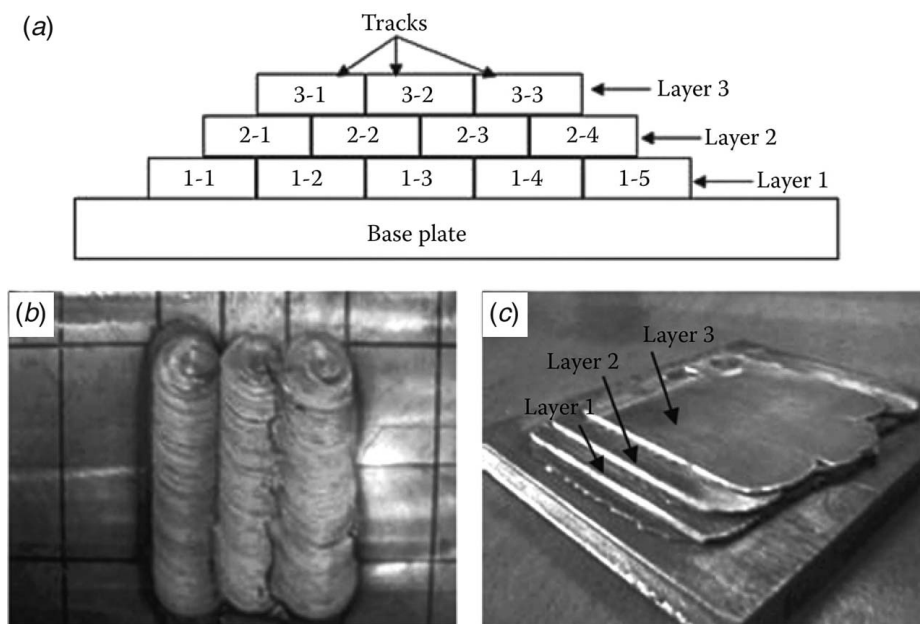 (a)
Tracks
3-1 3-2 3-3
Layer 3
2-1 2-2 2-3 2-4
Layer 2
1-1 1-2 1-3 1-4 1-5
Layer 1
Base plate
(b)
(c)
Layer 3
Layer 2
Layer 1